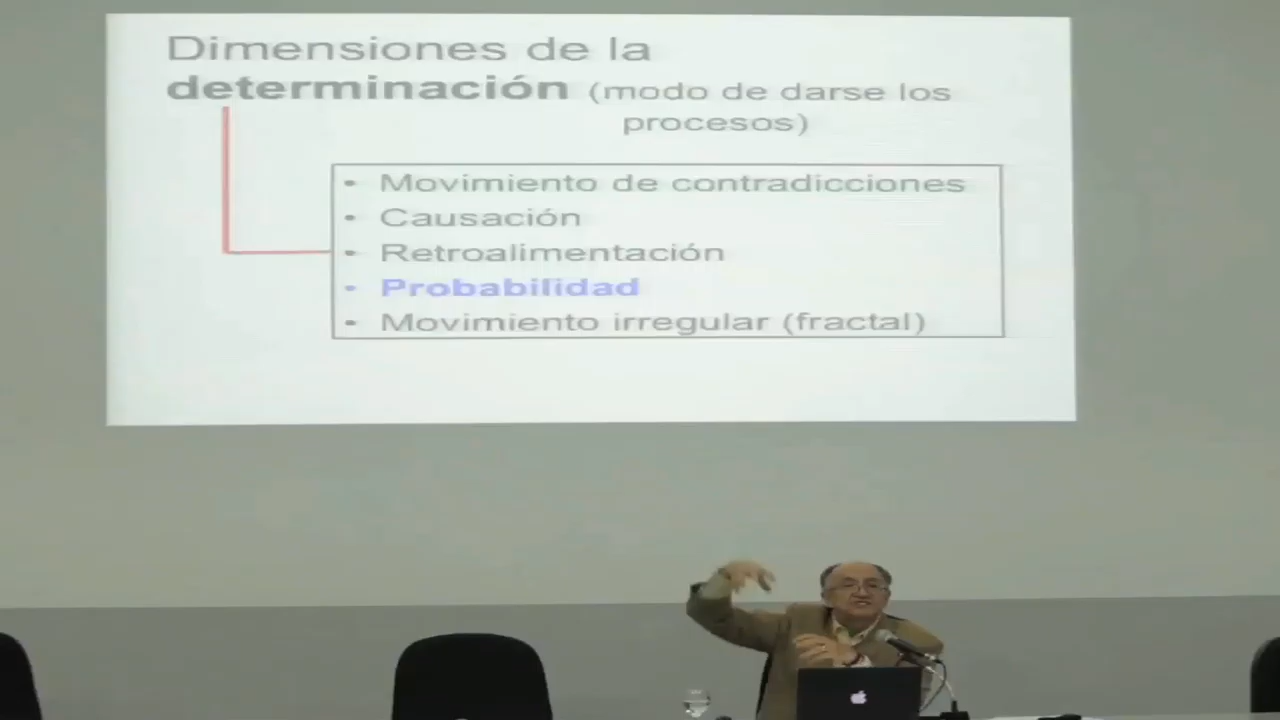 Dimensiones de la
determinación (modo de darse los
procesos)
• Movimiento de contradicciones
• Causación
• Retroalimentación
• Probabilidad
• Movimiento irregular (fractal)